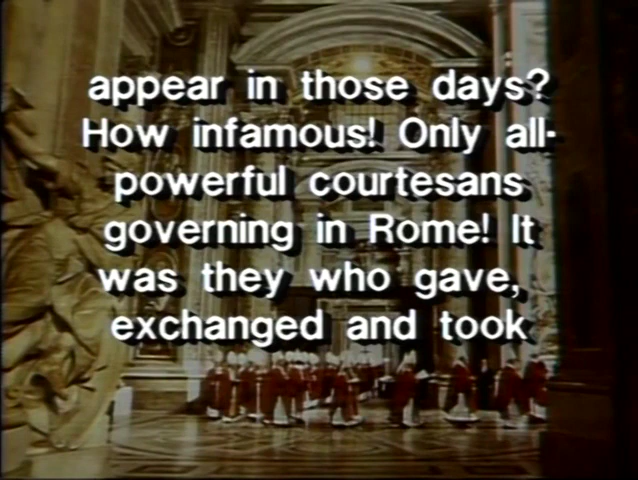 appear in those days?
How infamous! Only all-
powerful courtesans
governing in Rome! It
was they who gave,
exchanged and took